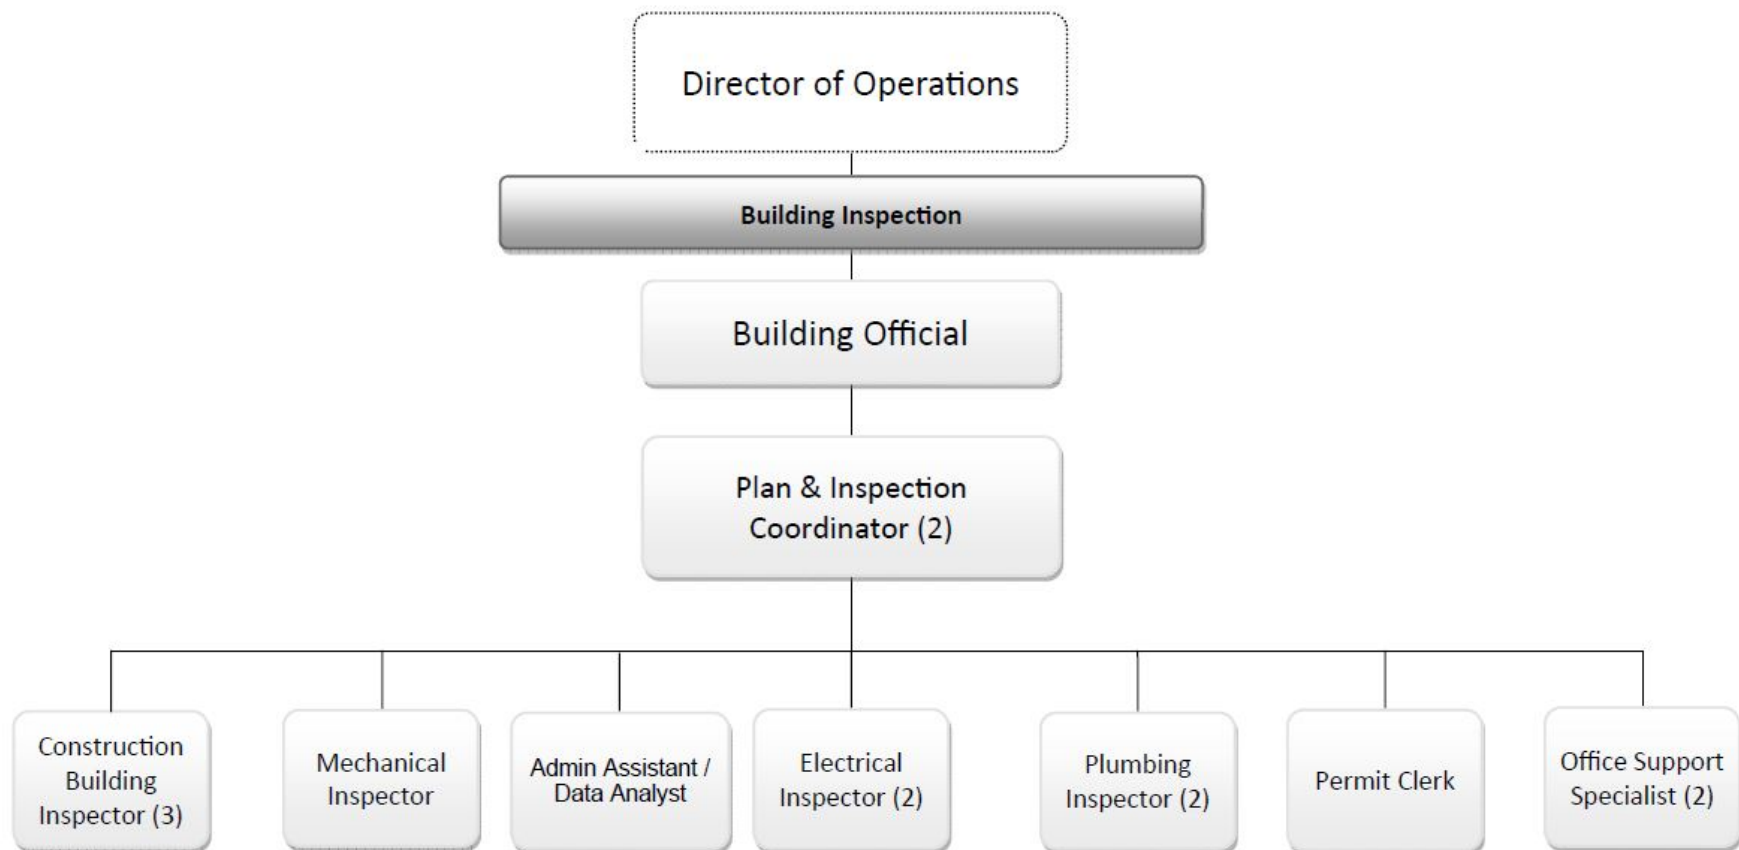 Director of Operations
Building Inspection
Building Official
Plan & Inspection
Coordinator (2)
Construction
Building
Inspector (3)
Mechanical
Inspector
Admin Assistant /
Data Analyst
Electrical
Inspector (2)
Plumbing
Inspector (2)
Permit Clerk
Office Support
Specialist (2)